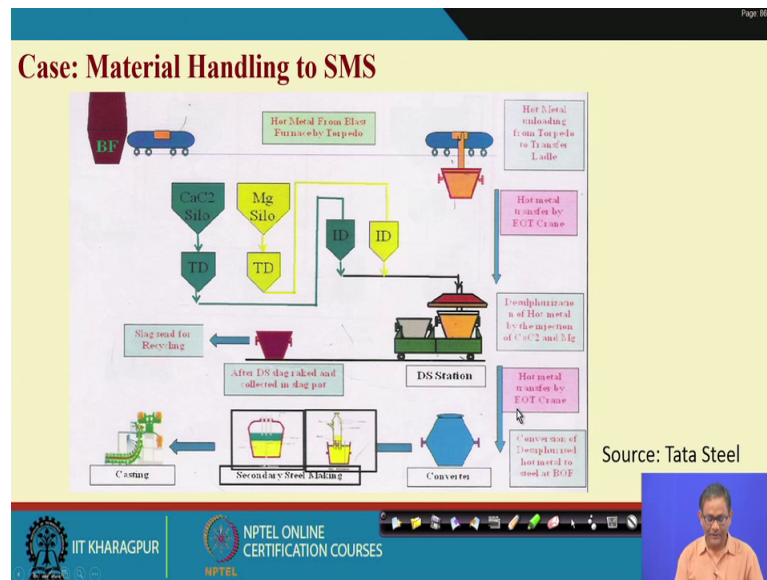 Page: 66
Case: Material Handling to SMS
BF
Hot Metal From Blast
Furnace by Torpedo
Hot Metal
unloading
from Torpedo
to Transfer
Ladle
CaC2
Silo
Mg
Silo
TD
TD
ID
ID
Hot metal
transfer by
EOT Crane
Desulphurizatio
n of Hot metal
by the injection
of CaC2 and Mg
Slag send for
Recycling
After DS slag raked and
collected in slag pot
DS Station
Hot metal
transfer by
EOT Crane
Casting
Secondary Steel Making
Converter
Conversion of
Desulphurised
hot metal to
steel at BOF
Source: Tata Steel
IIT KHARAGPUR
NPTEL
NPTEL ONLINE
CERTIFICATION COURSES